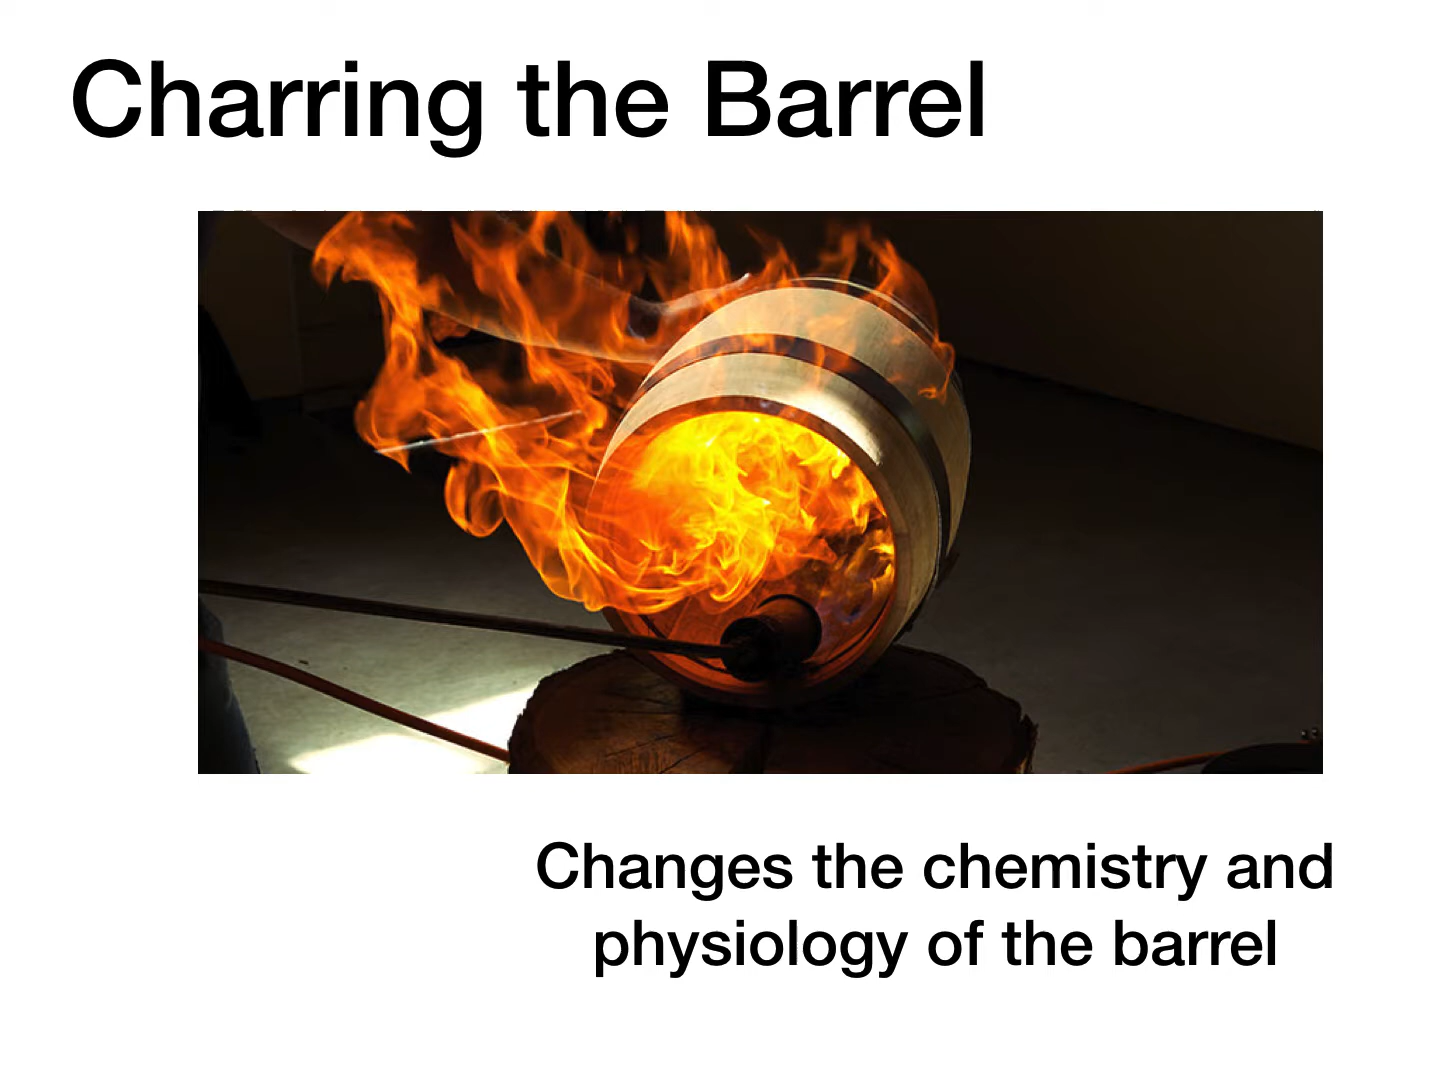 Charring the Barrel
Changes the chemistry and
physiology of the barrel